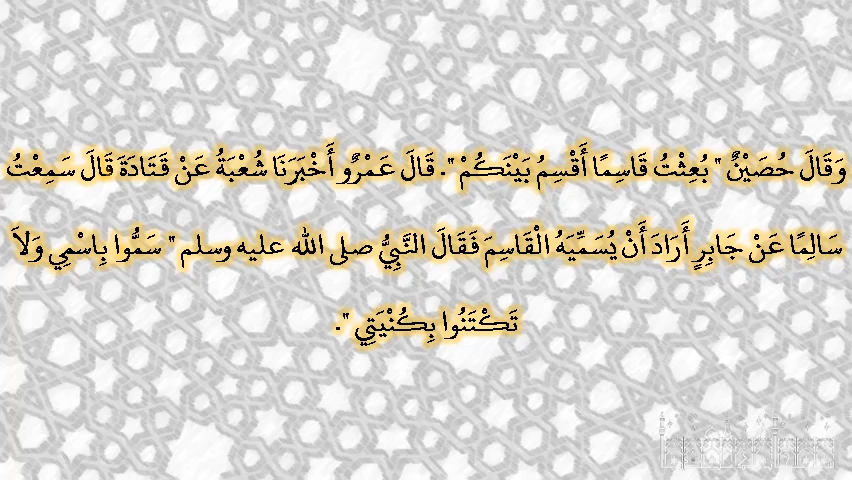 وَقَالَ حُصَيْنٌ " بُعِثْتُ قَاسِمًا أَقْسِمُ بَيْنَكُمْ ". قَالَ عَمْرٌو أَخْبَرَنَا شُعْبَةُ عَنْ قَتَادَةَ قَالَ سَمِعْتُ
سَالِمًا عَنْ جَابِرٍ أَرَادَ أَنْ يُسَمِّيَهُ الْقَاسِمَ فَقَالَ النَّبِيُّ صلى الله عليه وسلم " سَمُّوا بِاسْمِي وَلاَ
تَكْتَنُوا بِكُنْيَتِي ".